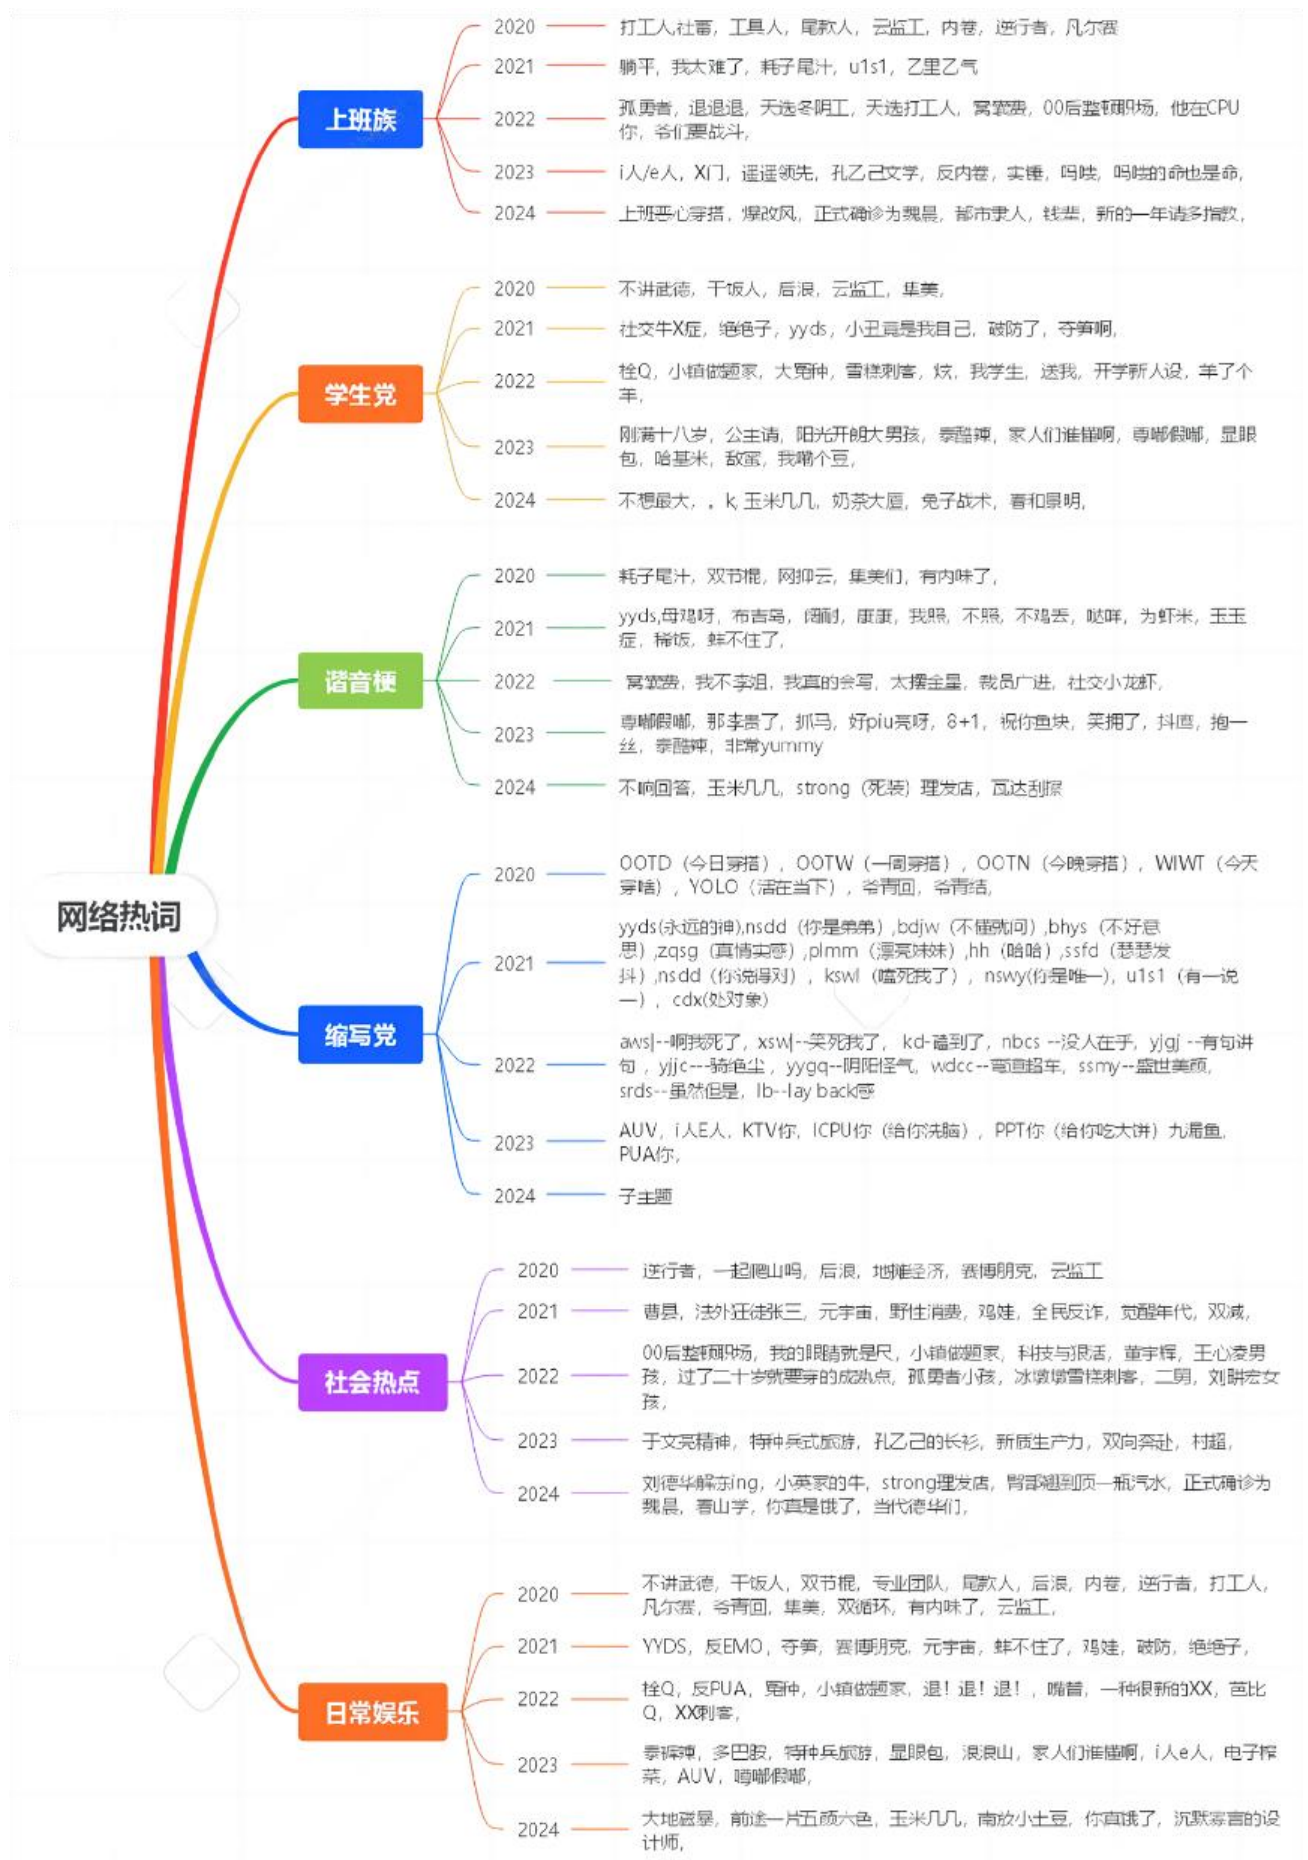 2020
打工人,社畜，工具人，尾款人，云监工，内卷，逆行者，凡尔赛
2021
躺平，我太难了，耗子尾汁，u1s1，乙里乙气
上班族
2022
孤勇者，退退退，天选冬阴工，天选打工人，窝囊费，00后整顿职场，他在CPU
你，爷们要战斗，
2023
i人/e人，X门，遥遥领先，孔乙己文学，反内卷，实锤，吗喽，吗喽的命也是命，
2024
上班恶心穿搭，爆改风，正式确诊为魏晨，都市隶人，钱辈，新的一年请多指教，
2020
不讲武德，干饭人，后浪，云监工，集美，
2021
社交牛X症，绝绝子，yyds，小丑竟是我自己，破防了，夺笋啊，
学生党
2022
栓Q，小镇做题家，大冤种，雪糕刺客，炫，我学生，送我，开学新人设，羊了个
羊，
2023
刚满十八岁，公主请，阳光开朗大男孩，泰酷辣，家人们谁懂啊，尊嘟假嘟，显眼
包，哈基米，敌蜜，我嘞个豆，
2024
不想最大，。k,玉米几几，奶茶大厦，兔子战术，春和景明，
2020
耗子尾汁，双节棍，网抑云，集美们，有内味了，
2021
yyds,母鸡呀，布吉岛，阔耐，康康，我照，不照，不鸡丢，哒咩，为虾米，玉玉
症，稀饭，蚌不住了，
谐音梗
2022
窝囊费，我不李姐，我真的会写，太摆金星，裁员广进，社交小龙虾，
2023
尊嘟假嘟，那李贵了，抓马，好piu亮呀，8+1，祝你鱼块，笑拥了，抖鹰，抱一
丝，泰酷辣，非常yummy
2024
不响回答，玉米几几，strong（死装）理发店，瓦达刮
2020
OOTD（今日穿搭），OOTW（一周穿搭），OOTN（今晚穿搭），WIWT（今天
穿啥），YOLO（活在当下），爷青回，爷青结，
网络热词
2021
yyds(永远的神),nsdd（你是弟弟）,bdjw（不懂就问）,bhys（不好意
思）,zqsg（真情实感）,plmm（漂亮妹妹）,hh（哈哈）,ssfd（瑟瑟发
抖）,nsdd（你说得对），kswl（嗑死我了），nswy(你是唯一)，u1s1（有一说
一），cdx(处对象)
缩写党
2022
awsl--啊我死了，xswl--笑死我了， kd-磕到了，nbcs --没人在乎，yjgj --有句讲
句，yjjc---骑绝尘，yygq--阴阳怪气，wdcc--弯道超车，ssmy--盛世美颜，
srds--虽然但是，lb--lay back感
2023
AUV，i人E人，KTV你，ICPU你（给你洗脑），PPT你（给你吃大饼）九漏鱼，
PUA你，
2024
子主题
2020
逆行者，一起爬山吗，后浪，地摊经济，赛博朋克，云监工
2021
曹县，法外狂徒张三，元宇宙，野性消费，鸡娃，全民反诈，觉醒年代，双减，
社会热点
2022
00后整顿职场，我的眼睛就是尺，小镇做题家，科技与狠活，董宇辉，王心凌男
孩，过了二十岁就要穿的成熟点，孤勇者小孩，冰墩墩雪糕刺客，二舅，刘畊宏女
孩，
2023
于文亮精神，特种兵式旅游，孔乙己的长衫，新质生产力，双向奔赴，村超，
2024
刘德华解冻ing，小英家的牛，strong理发店，臀部翘到顶一瓶汽水，正式确诊为
魏晨，春山学，你真是饿了，当代德华们，
2020
不讲武德，干饭人，双节棍，专业团队，尾款人，后浪，内卷，逆行者，打工人，
凡尔赛，爷青回，集美，双循环，有内味了，云监工，
2021
YYDS，反EMO，夺笋，赛博朋克，元宇宙，蚌不住了，鸡娃，破防，绝绝子，
日常娱乐
2022
栓Q，反PUA，冤种，小镇做题家，退！退！退！，嘴替，一种很新的XX，芭比
Q，XX刺客，
2023
泰裤辣，多巴胺，特种兵旅游，显眼包，浪浪山，家人们谁懂啊，i人e人，电子榨
菜，AUV，噂嘟假嘟，
2024
大地磁暴，前途一片五颜六色，玉米几几，南放小土豆，你真饿了，沉默寡言的设
计师，